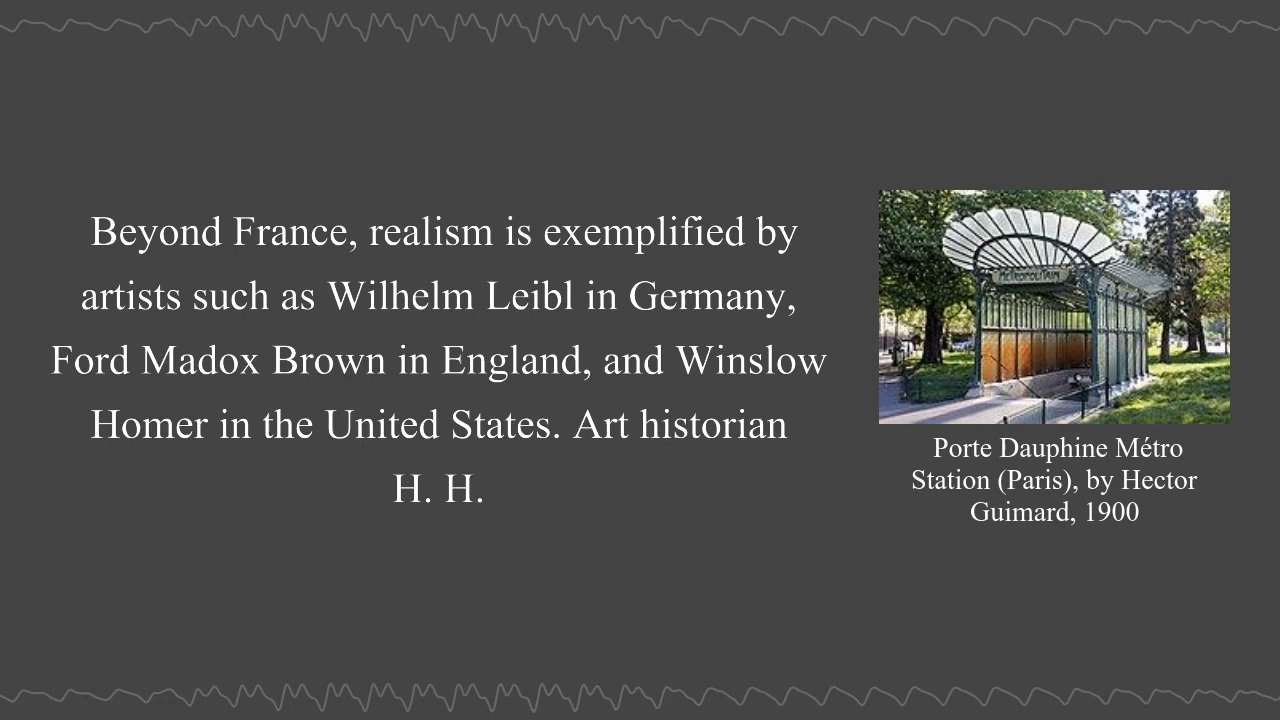 Beyond France, realism is exemplified by
artists such as Wilhelm Leibl in Germany,
Ford Madox Brown in England, and Winslow
Homer in the United States. Art historian
H. H.
METROPOLITAIN
Porte Dauphine Métro
Station (Paris), by Hector
Guimard, 1900